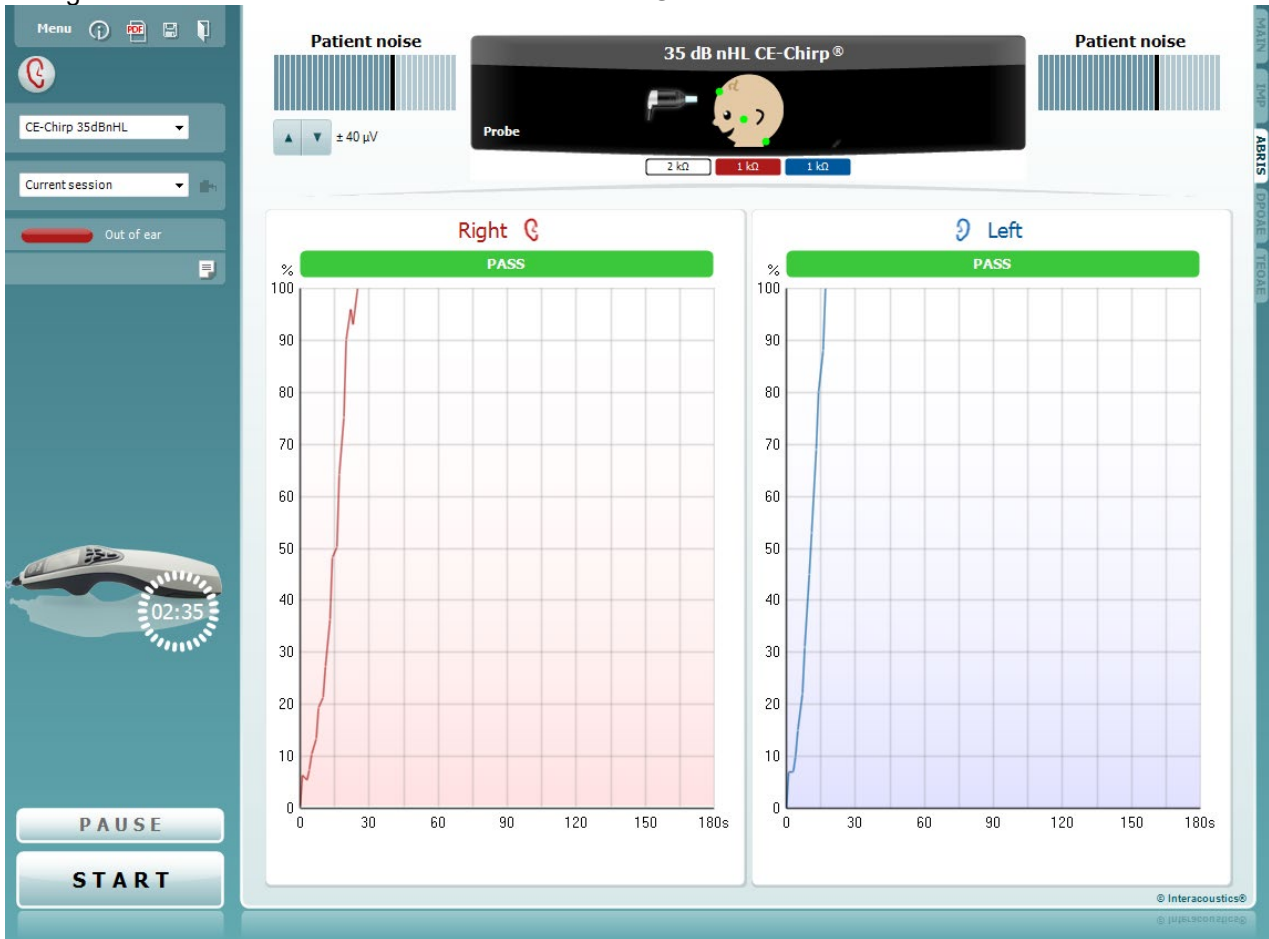 Menu
PDF
CE-Chirp 35dBnHL
Current session
Out of ear
02:35
PAUSE
START
Patient noise
± 40 µV
35 dB nHL CE-Chirp®
Probe
2 kΩ 1 kΩ 1 kΩ
Patient noise
Right
PASS
%
100
90
80
70
60
50
40
30
20
10
0
0 30 60 90 120 150 180s
Left
PASS
%
100
90
80
70
60
50
40
30
20
10
0
0 30 60 90 120 150 180s
MAIN
IMP
ABRIS
DPOAE
TEOAE
© Interacoustics®